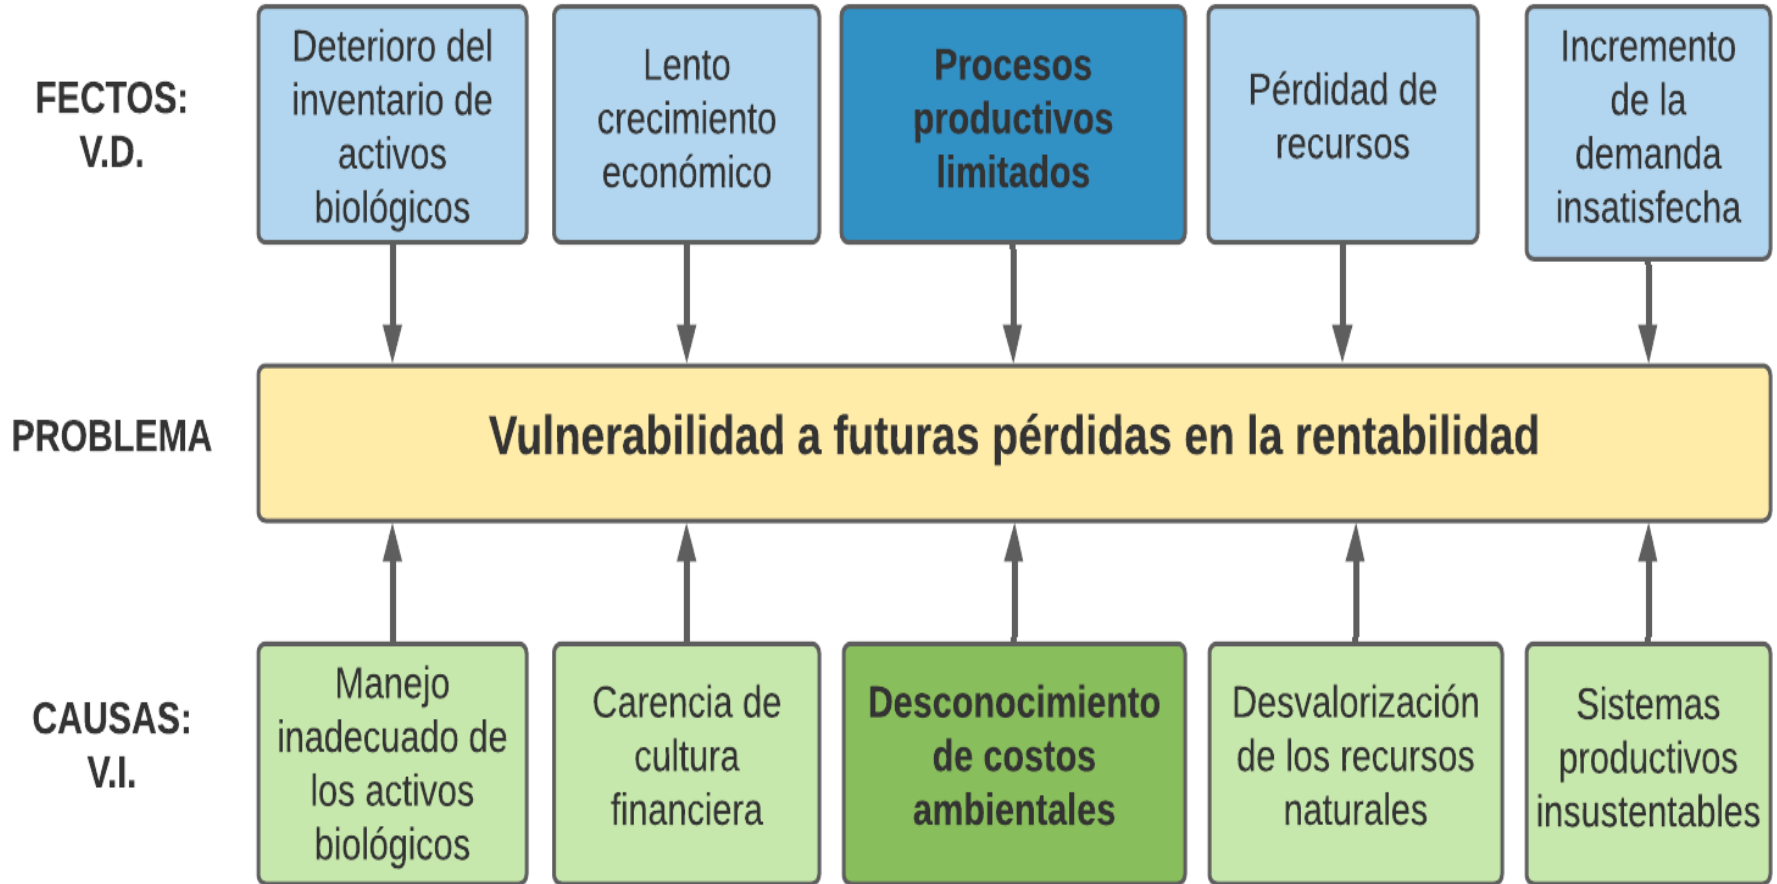 FECTOS:
V.D.
Deterioro del
inventario de
activos
biológicos
Lento
crecimiento
económico
Procesos
productivos
limitados
Pérdidad de
recursos
Incremento
de la
demanda
insatisfecha
PROBLEMA
Vulnerabilidad a futuras pérdidas en la rentabilidad
CAUSAS:
V.I.
Manejo
inadecuado de
los activos
biológicos
Carencia de
cultura
financiera
Desconocimiento
de costos
ambientales
Desvalorización
de los recursos
naturales
Sistemas
productivos
insustentables